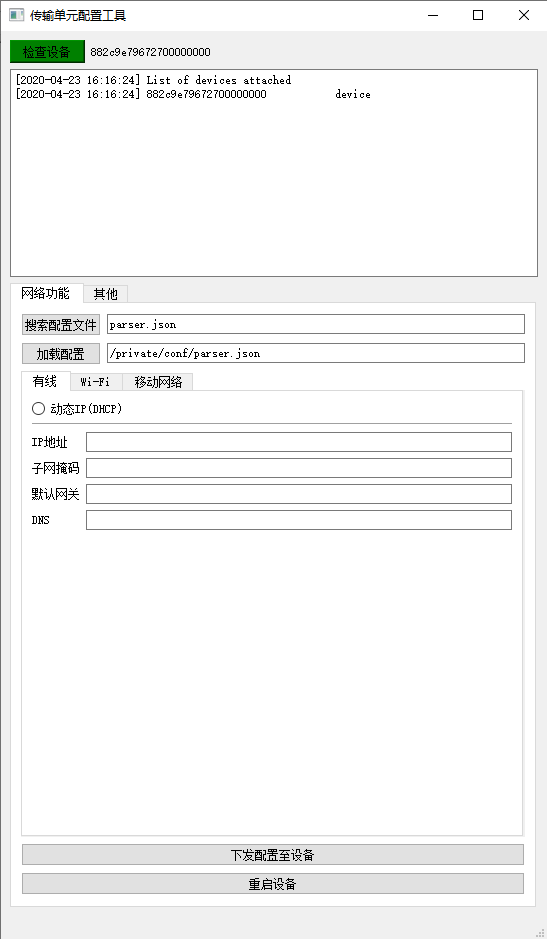 传输单元配置工具
检查设备 882c9e79672700000000
[2020-04-23 16:16:24] List of devices attached
[2020-04-23 16:16:24] 882c9e79672700000000 device
网络功能 其他
搜索配置文件 parser.json
加载配置 /private/conf/parser.json
有线 Wi-Fi 移动网络
动态IP(DHCP)
IP地址
子网掩码
默认网关
DNS
下发配置至设备
重启设备